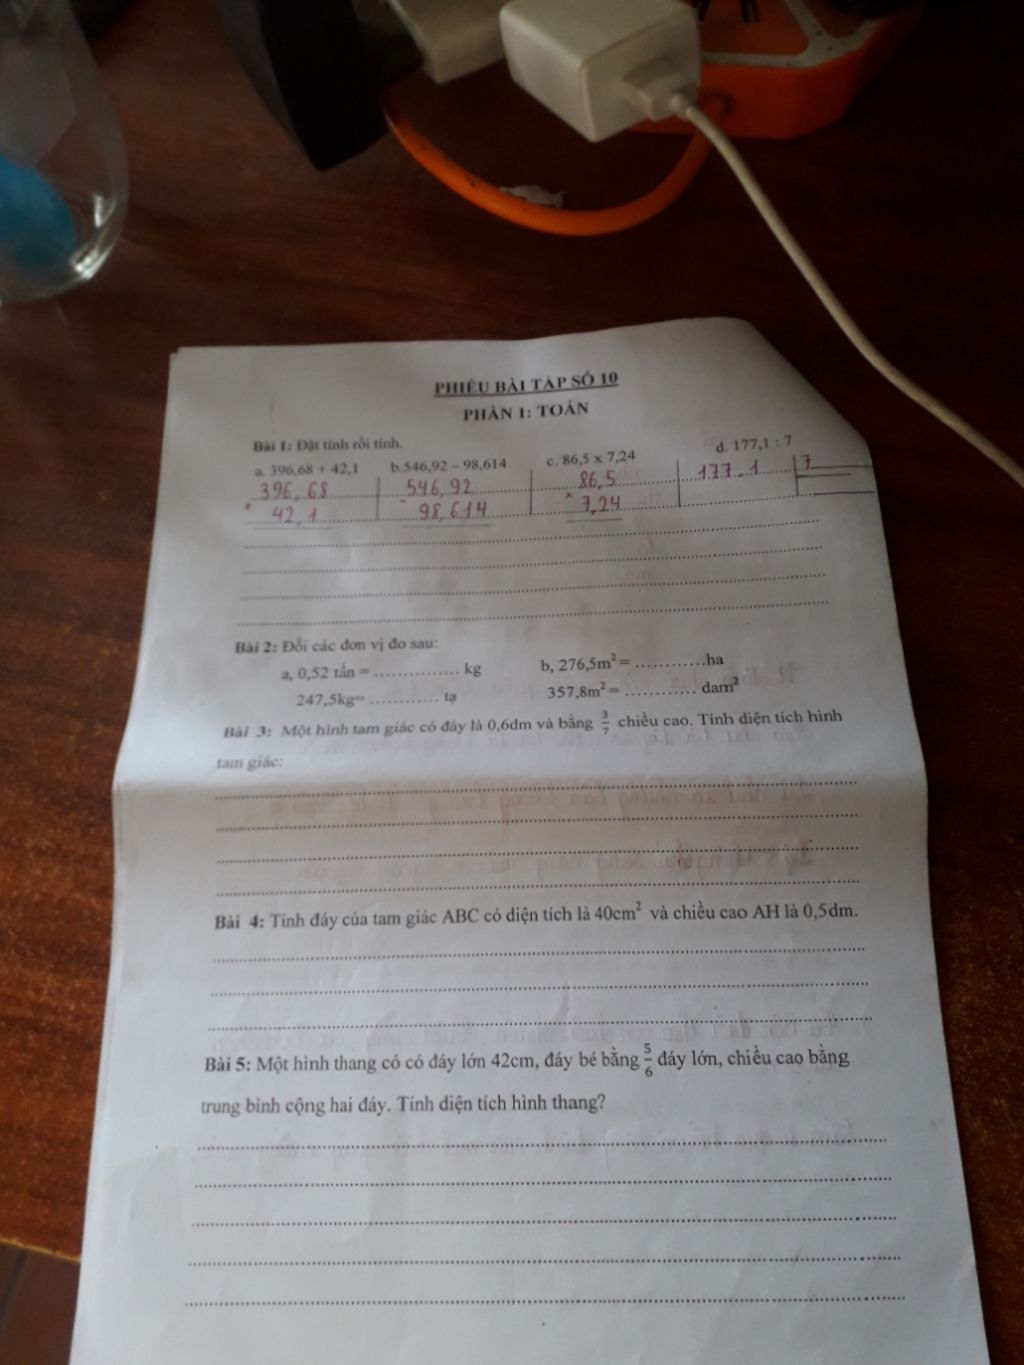 PHIẾU BÀI TẬP SỐ 10
PHẦN 1: TOÁN
Bài 1: Đặt tính rồi tính.
a. 396,68 + 42,1 b.546,92 – 98,614 c. 86,5 x 7,24 d. 177,1 : 7
396,68 546,92 86,5 177.1 7
+ 42,1 - 98,614 x 7,24
Bài 2: Đổi các đơn vị đo sau:
a, 0,52 tấn = .............. kg b, 276,5m² = ............ha
247,5kg= ............ tạ 357,8m² = ............ dam²
Bài 3: Một hình tam giác có đáy là 0,6dm và bằng 3/7 chiều cao. Tính diện tích hình
tam giác:
Bài 4: Tính đáy của tam giác ABC có diện tích là 40cm² và chiều cao AH là 0,5dm.
Bài 5: Một hình thang có có đáy lớn 42cm, đáy bé bằng 5/6 đáy lớn, chiều cao bằng
trung bình cộng hai đáy. Tính diện tích hình thang?